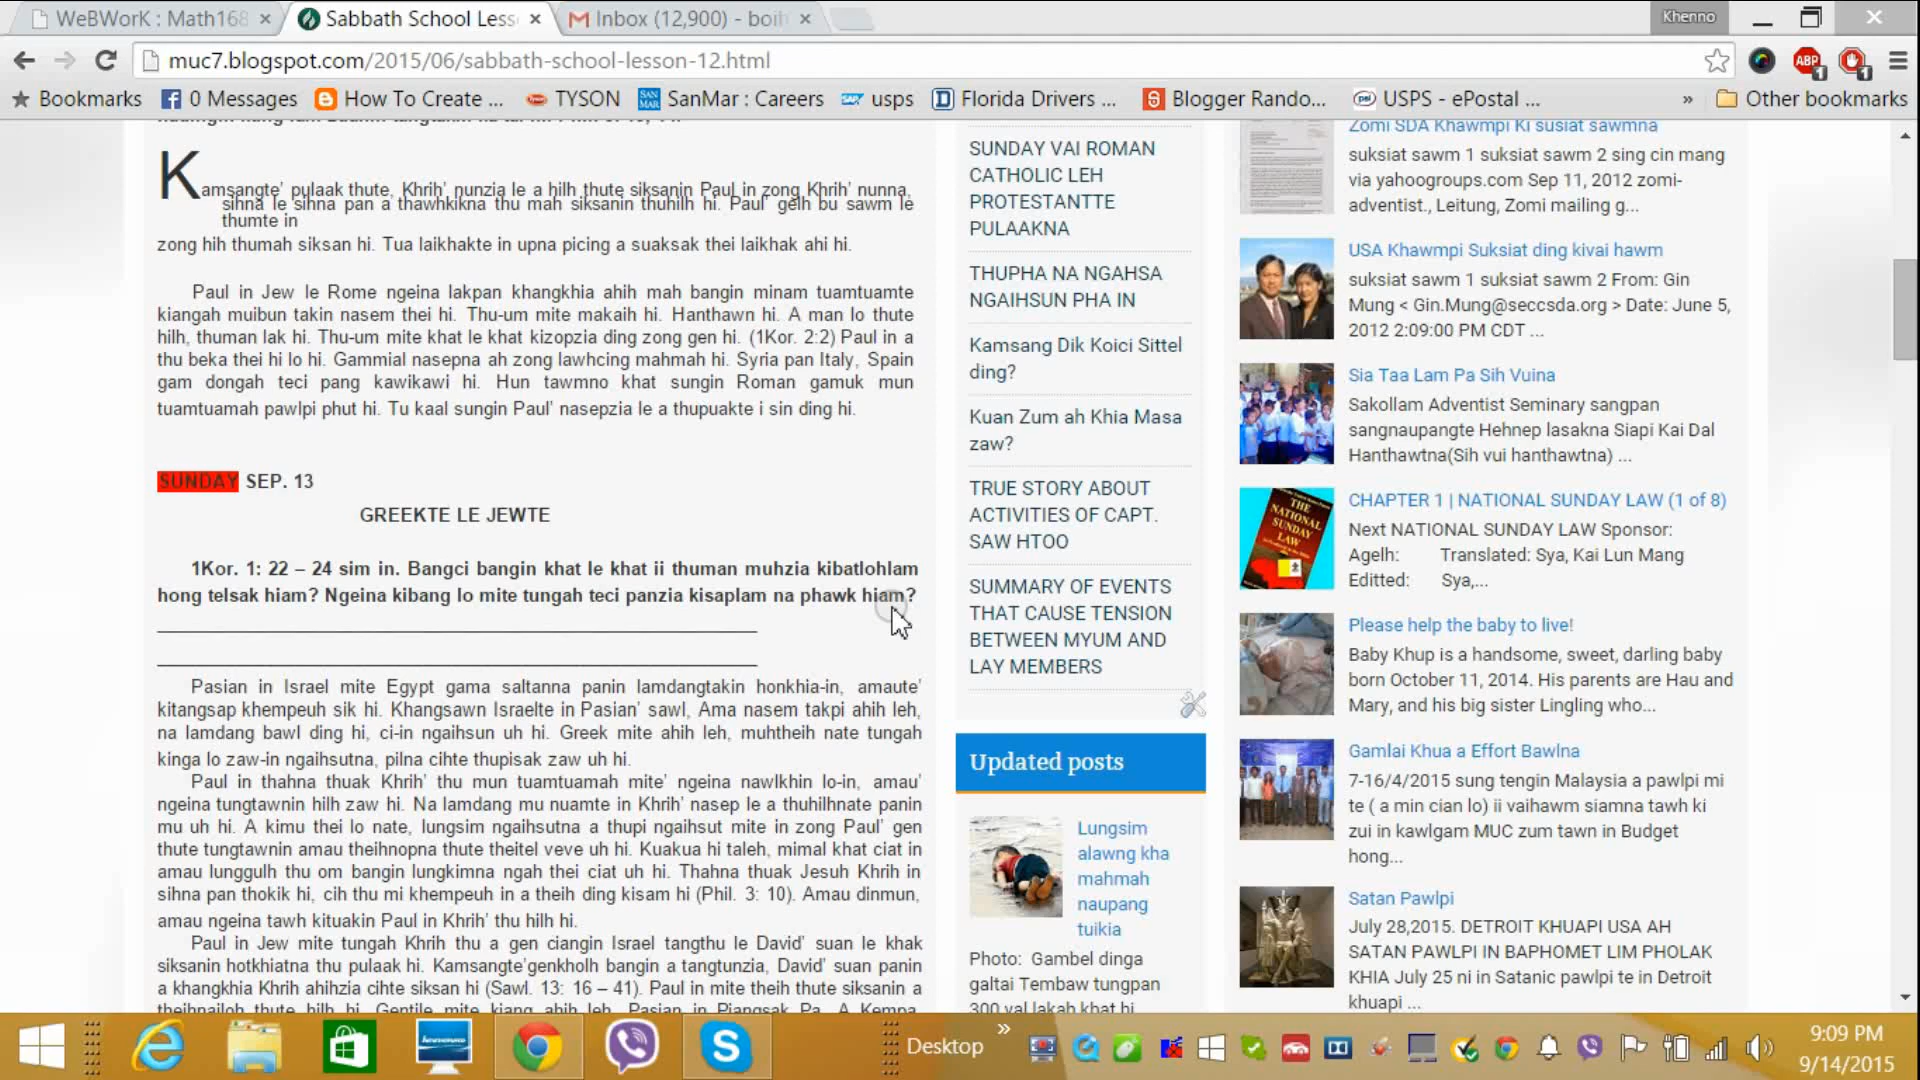 WeBWorK : Math168
Sabbath School Less
Inbox (12,900) - boih
Khenno
muc7.blogspot.com/2015/06/sabbath-school-lesson-12.html
ABP 1 1
Bookmarks
0 Messages
How To Create ...
TYSON
SAN MAR
SanMar : Careers
usps
Florida Drivers ...
Blogger Rando...
USPS - ePostal ...
»
Other bookmarks
Kamsangte' pulaak thute, Khrih' nunzia le a hilh thute siksanin Paul in zong Khrih' nunna,
sihna le sihna pan a thawhkikna thu mah siksanin thuhilh hi. Paul' gelh bu sawm le
thumte in
zong hih thumah siksan hi. Tua laikhakte in upna picing a suaksak thei laikhak ahi hi.
Paul in Jew le Rome ngeina lakpan khangkhia ahih mah bangin minam tuamtuamte
kiangah muibun takin nasem thei hi. Thu-um mite makaih hi. Hanthawn hi. A man lo thute
hilh, thuman lak hi. Thu-um mite khat le khat kizopzia ding zong gen hi. (1Kor. 2:2) Paul in a
thu beka thei hi lo hi. Gammial nasepna ah zong lawhcing mahmah hi. Syria pan Italy, Spain
gam dongah teci pang kawikawi hi. Hun tawmno khat sungin Roman gamuk mun
tuamtuamah pawlpi phut hi. Tu kaal sungin Paul' nasepzia le a thupuakte i sin ding hi.
SUNDAY SEP. 13
GREEKTE LE JEWTE
1Kor. 1: 22 – 24 sim in. Bangci bangin khat le khat ii thuman muhzia kibatlohlam
hong telsak hiam? Ngeina kibang lo mite tungah teci panzia kisaplam na phawk hiam?
Pasian in Israel mite Egypt gama saltanna panin lamdangtakin honkhia-in, amaute'
kitangsap khempeuh sik hi. Khangsawn Israelte in Pasian' sawl, Ama nasem takpi ahih leh,
na lamdang bawl ding hi, ci-in ngaihsun uh hi. Greek mite ahih leh, muhtheih nate tungah
kinga lo zaw-in ngaihsutna, pilna cihte thupisak zaw uh hi.
Paul in thahna thuak Khrih' thu mun tuamtuamah mite' ngeina nawlkhin lo-in, amau'
ngeina tungtawnin hilh zaw hi. Na lamdang mu nuamte in Khrih' nasep le a thuhilhnate panin
mu uh hi. A kimu thei lo nate, lungsim ngaihsutna a thupi ngaihsut mite in zong Paul' gen
thute tungtawnin amau theihnopna thute theitel veve uh hi. Kuakua hi taleh, mimal khat ciat in
amau lunggulh thu om bangin lungkimna ngah thei ciat uh hi. Thahna thuak Jesuh Khrih in
sihna pan thokik hi, cih thu mi khempeuh in a theih ding kisam hi (Phil. 3: 10). Amau dinmun,
amau ngeina tawh kituakin Paul in Khrih' thu hilh hi.
Paul in Jew mite tungah Khrih thu a gen ciangin Israel tangthu le David' suan le khak
siksanin hotkhiatna thu pulaak hi. Kamsangte'genkholh bangin a tangtunzia, David' suan panin
a khangkhia Khrih ahihzia cihte siksan hi (Sawl. 13: 16 – 41). Paul in mite theih thute siksanin a
theihnailoh thute hilh hi. Gentile mite kiang ahih leh, Pasian in Piangsak Pa, A Kempa,
SUNDAY VAI ROMAN
CATHOLIC LEH
PROTESTANTTE
PULAAKNA
THUPHA NA NGAHSA
NGAIHSUN PHA IN
Kamsang Dik Koici Sittel
ding?
Kuan Zum ah Khia Masa
zaw?
TRUE STORY ABOUT
ACTIVITIES OF CAPT.
SAW HTOO
SUMMARY OF EVENTS
THAT CAUSE TENSION
BETWEEN MYUM AND
LAY MEMBERS
Updated posts
Lungsim
alawng kha
mahmah
naupang
tuikia
Photo: Gambel dinga
galtai Tembaw tungpan
300 val lakah khat hi
Zomi SDA Khawmpi Ki susiat sawmna
suksiat sawm 1 suksiat sawm 2 sing cin mang
via yahoogroups.com Sep 11, 2012 zomi-
adventist., Leitung, Zomi mailing g...
USA Khawmpi Suksiat ding kivai hawm
suksiat sawm 1 suksiat sawm 2 From: Gin
Mung < Gin.Mung@seccsda.org > Date: June 5,
2012 2:09:00 PM CDT ...
Sia Taa Lam Pa Sih Vuina
Sakollam Adventist Seminary sangpan
sangnaupangte Hehnep lasakna Siapi Kai Dal
Hanthawtna(Sih vui hanthawtna) ...
THE NATIONAL SUNDAY LAW
CHAPTER 1 | NATIONAL SUNDAY LAW (1 of 8)
Next NATIONAL SUNDAY LAW Sponsor:
Agelh: Translated: Sya, Kai Lun Mang
Editted: Sya,...
Please help the baby to live!
Baby Khup is a handsome, sweet, darling baby
born October 11, 2014. His parents are Hau and
Mary, and his big sister Lingling who...
Gamlai Khua a Effort Bawlna
7-16/4/2015 sung tengin Malaysia a pawlpi mi
te ( a min cian lo) ii vaihawm siamna tawh ki
zui in kawlgam MUC zum tawn in Budget
hong...
Satan Pawlpi
July 28,2015. DETROIT KHUAPI USA AH
SATAN PAWLPI IN BAPHOMET LIM PHOLAK
KHIA July 25 ni in Satanic pawlpi te in Detroit
khuapi ...
Desktop
»
9:09 PM
9/14/2015